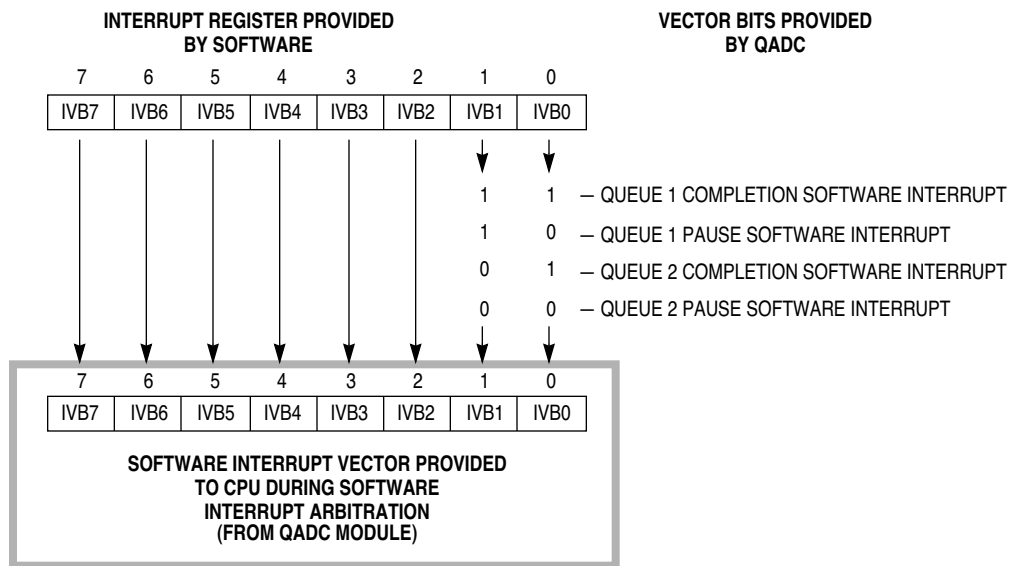 INTERRUPT REGISTER PROVIDED
BY SOFTWARE
VECTOR BITS PROVIDED
BY QADC
7 6 5 4 3 2 1 0
IVB7 IVB6 IVB5 IVB4 IVB3 IVB2 IVB1 IVB0
1 1 — QUEUE 1 COMPLETION SOFTWARE INTERRUPT
1 0 — QUEUE 1 PAUSE SOFTWARE INTERRUPT
0 1 — QUEUE 2 COMPLETION SOFTWARE INTERRUPT
0 0 — QUEUE 2 PAUSE SOFTWARE INTERRUPT
7 6 5 4 3 2 1 0
IVB7 IVB6 IVB5 IVB4 IVB3 IVB2 IVB1 IVB0
SOFTWARE INTERRUPT VECTOR PROVIDED
TO CPU DURING SOFTWARE
INTERRUPT ARBITRATION
(FROM QADC MODULE)